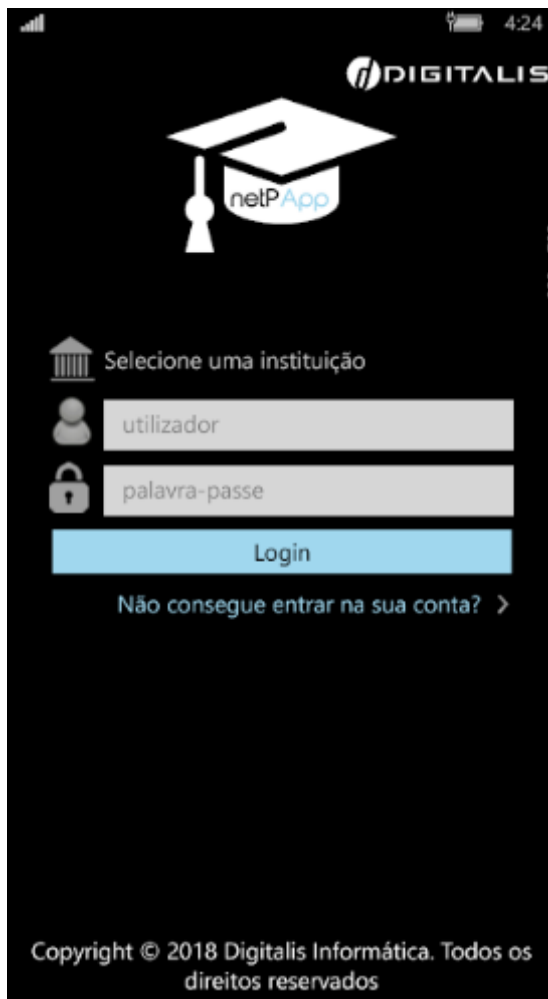 4:24
DIGITALIS
netPApp
Selecione uma instituição
utilizador
palavra-passe
Login
Não consegue entrar na sua conta?
Copyright © 2018 Digitalis Informática. Todos os
direitos reservados